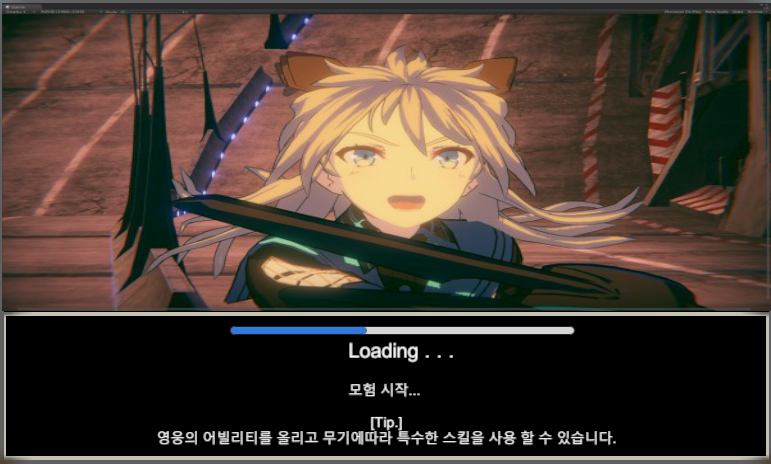 Loading . . .
모험 시작...
[Tip.]
영웅의 어빌리티를 올리고 무기에따라 특수한 스킬을 사용 할 수 있습니다.